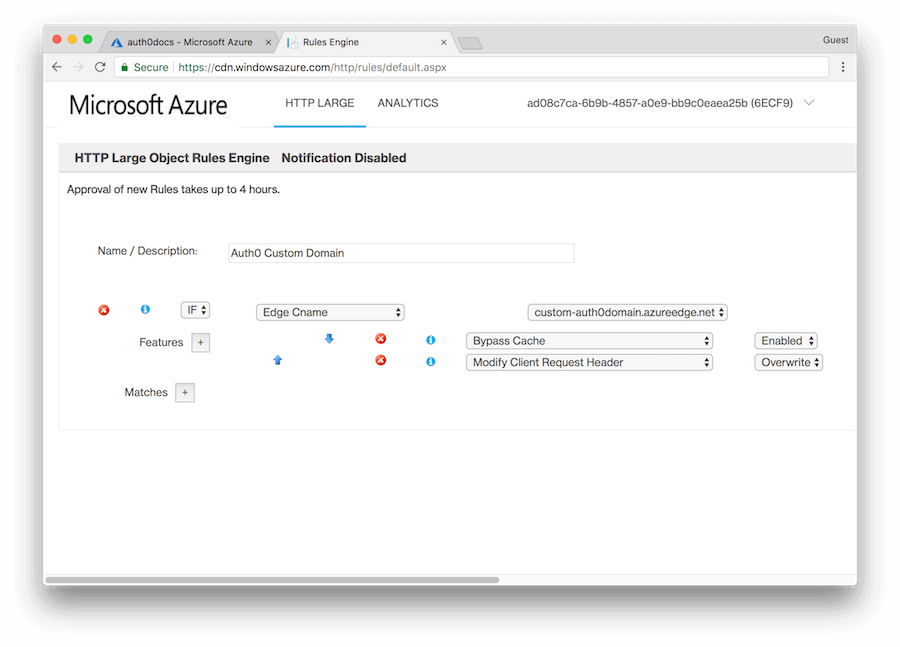 auth0docs - Microsoft Azure × Rules Engine × Guest
Secure https://cdn.windowsazure.com/http/rules/default.aspx
Microsoft Azure HTTP LARGE ANALYTICS ad08c7ca-6b9b-4857-a0e9-bb9c0eaea25b (6ECF9)
HTTP Large Object Rules Engine Notification Disabled
Approval of new Rules takes up to 4 hours.
Name / Description: Auth0 Custom Domain
IF Edge Cname custom-auth0domain.azureedge.net
Features + Bypass Cache Enabled
Modify Client Request Header Overwrite
Matches +